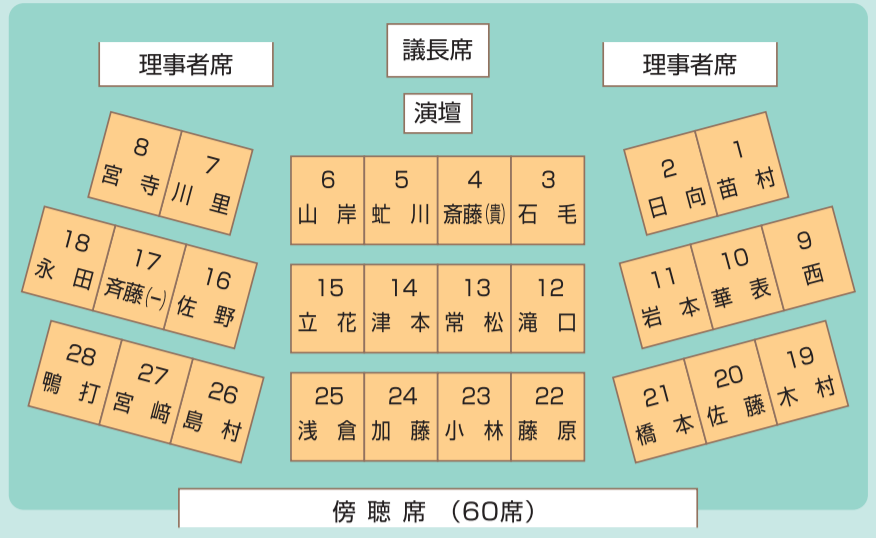 理事者席
議長席
理事者席
演壇
8
宮寺
7
川里
6
山岸
5
虻川
4
斎藤(貴)
3
石毛
2
日向
1
苗村
18
永田
17
斉藤(一)
16
佐野
15
立花
14
津本
13
常松
12
滝口
11
岩本
10
華表
9
西
28
鴨打
27
宮﨑
26
島村
25
浅倉
24
加藤
23
小林
22
藤原
21
橋本
20
佐藤
19
木村
傍聴席(60席)